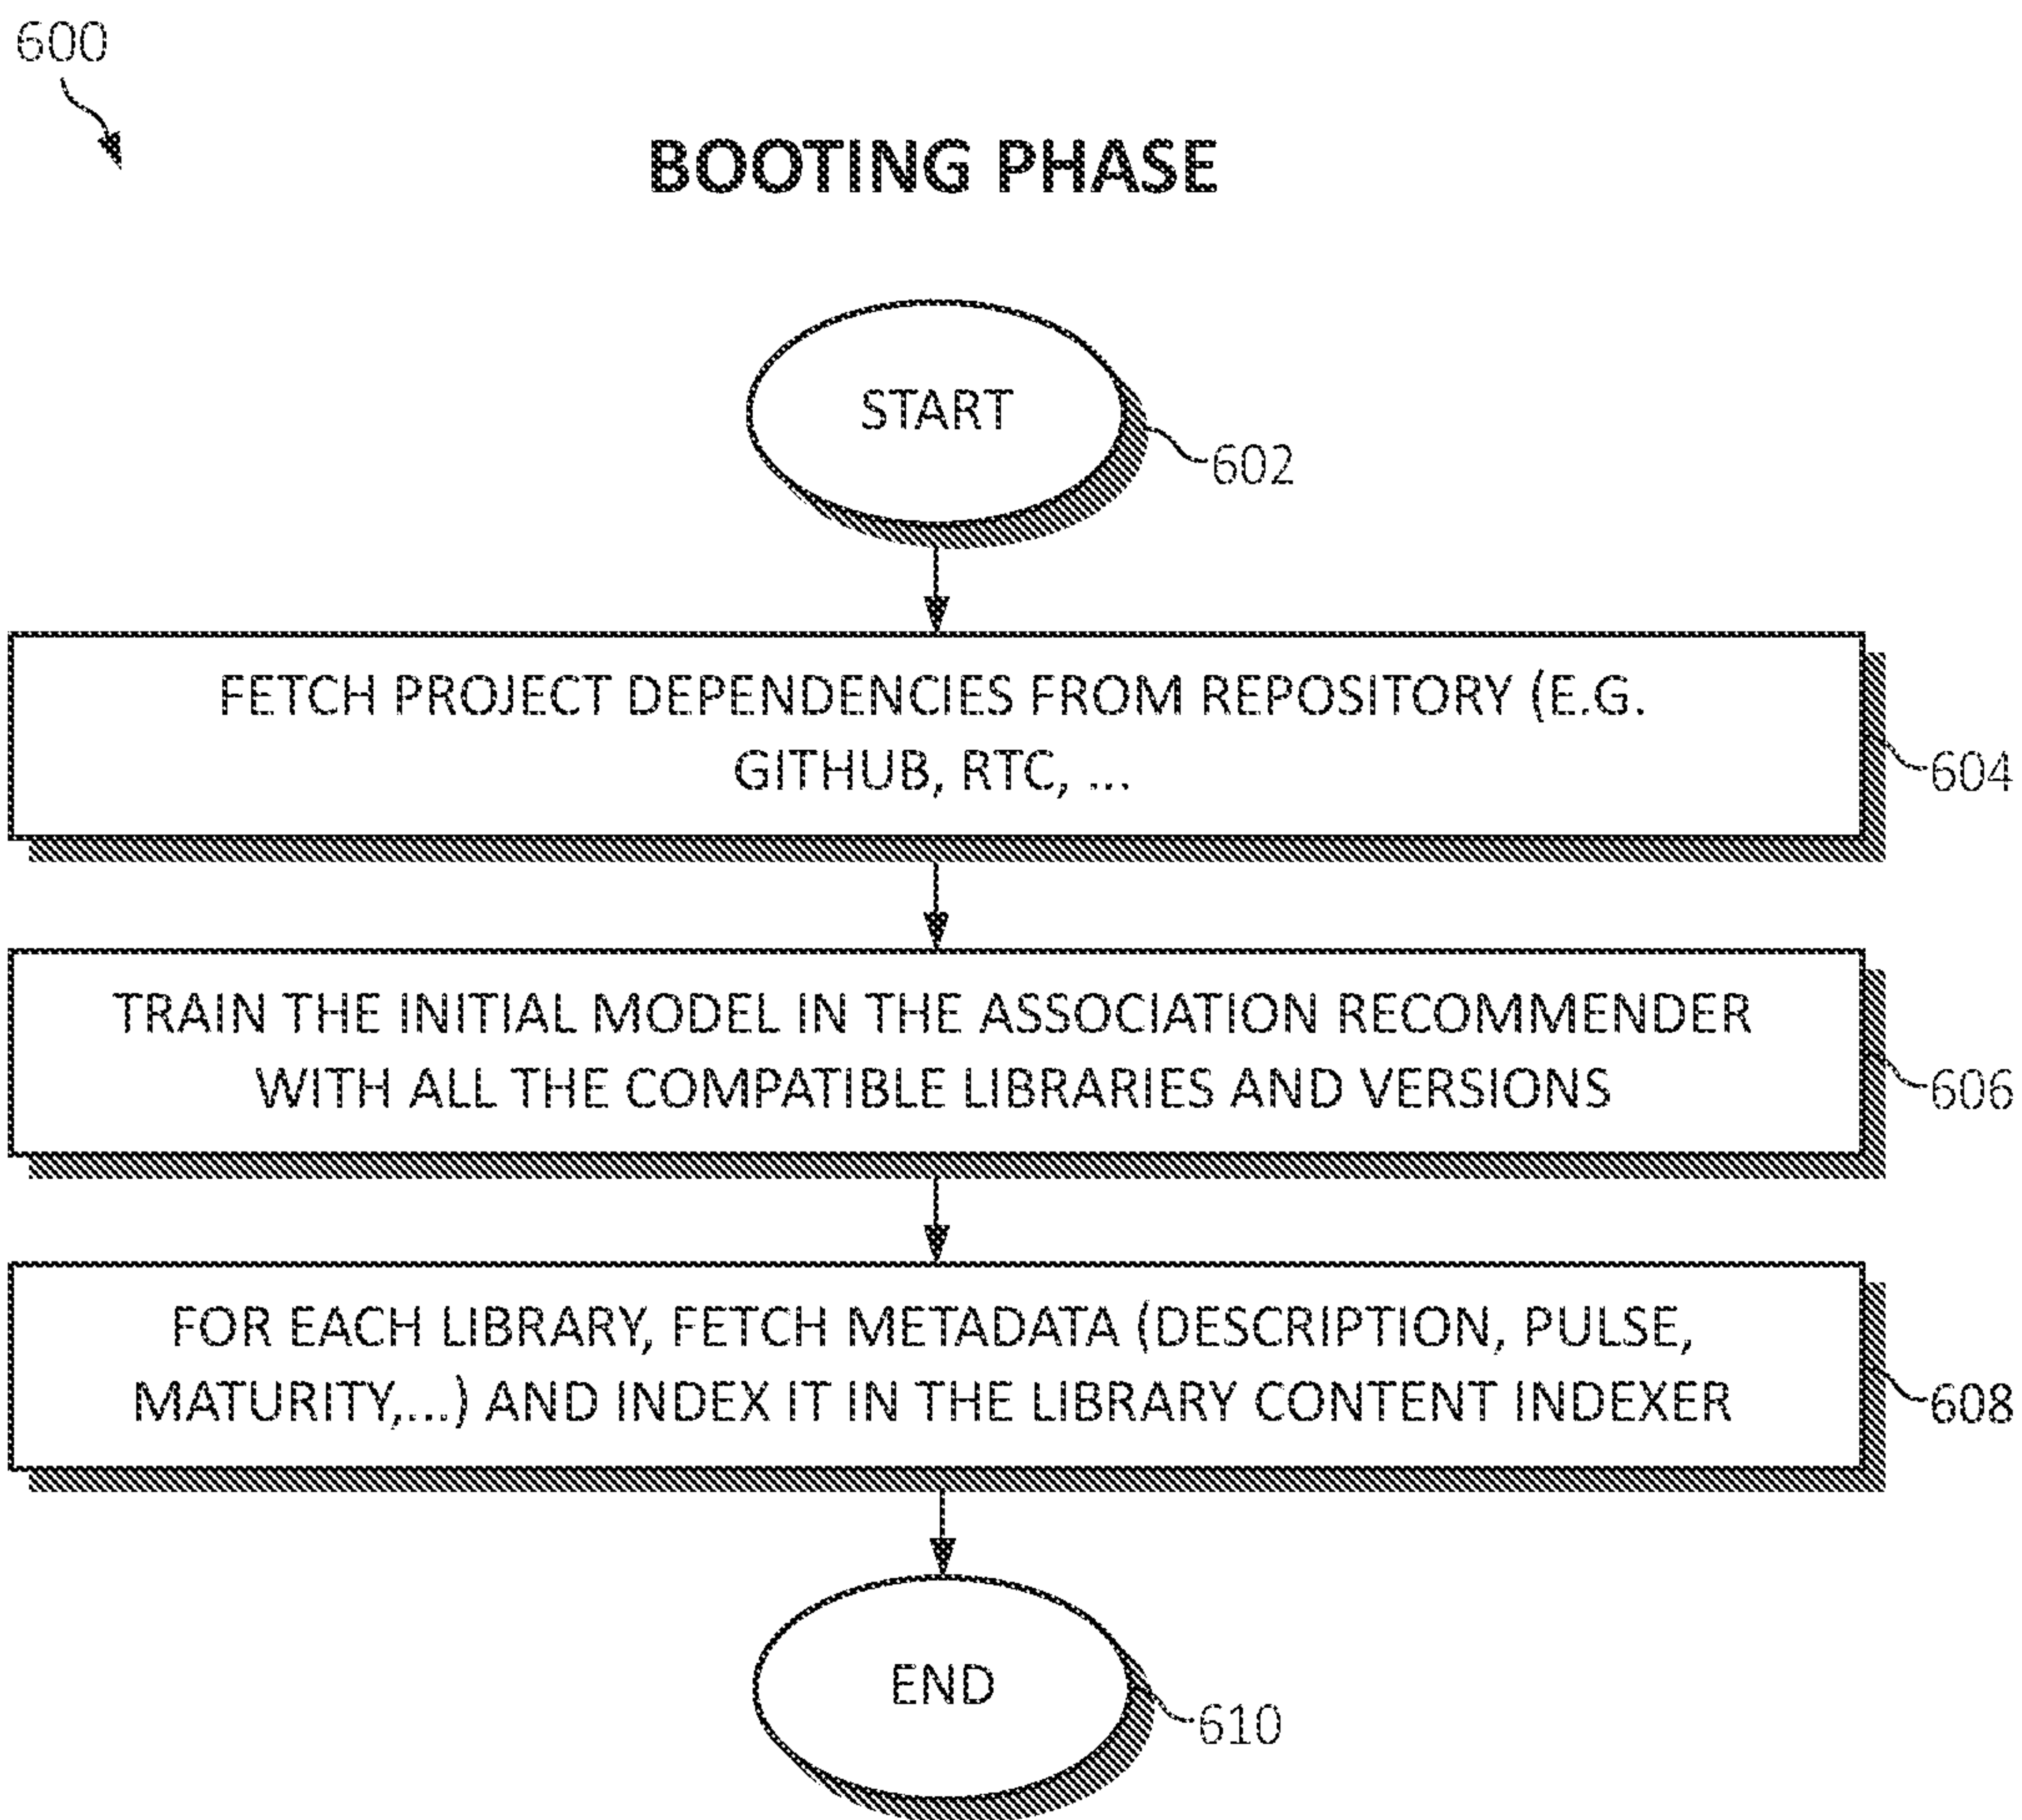 600
BOOTING PHASE
START
602
FETCH PROJECT DEPENDENCIES FROM REPOSITORY (E.G.
GITHUB, RTC, ...
604
TRAIN THE INITIAL MODEL IN THE ASSOCIATION RECOMMENDER
WITH ALL THE COMPATIBLE LIBRARIES AND VERSIONS
606
FOR EACH LIBRARY, FETCH METADATA (DESCRIPTION, PULSE,
MATURITY,...) AND INDEX IT IN THE LIBRARY CONTENT INDEXER
608
END
610